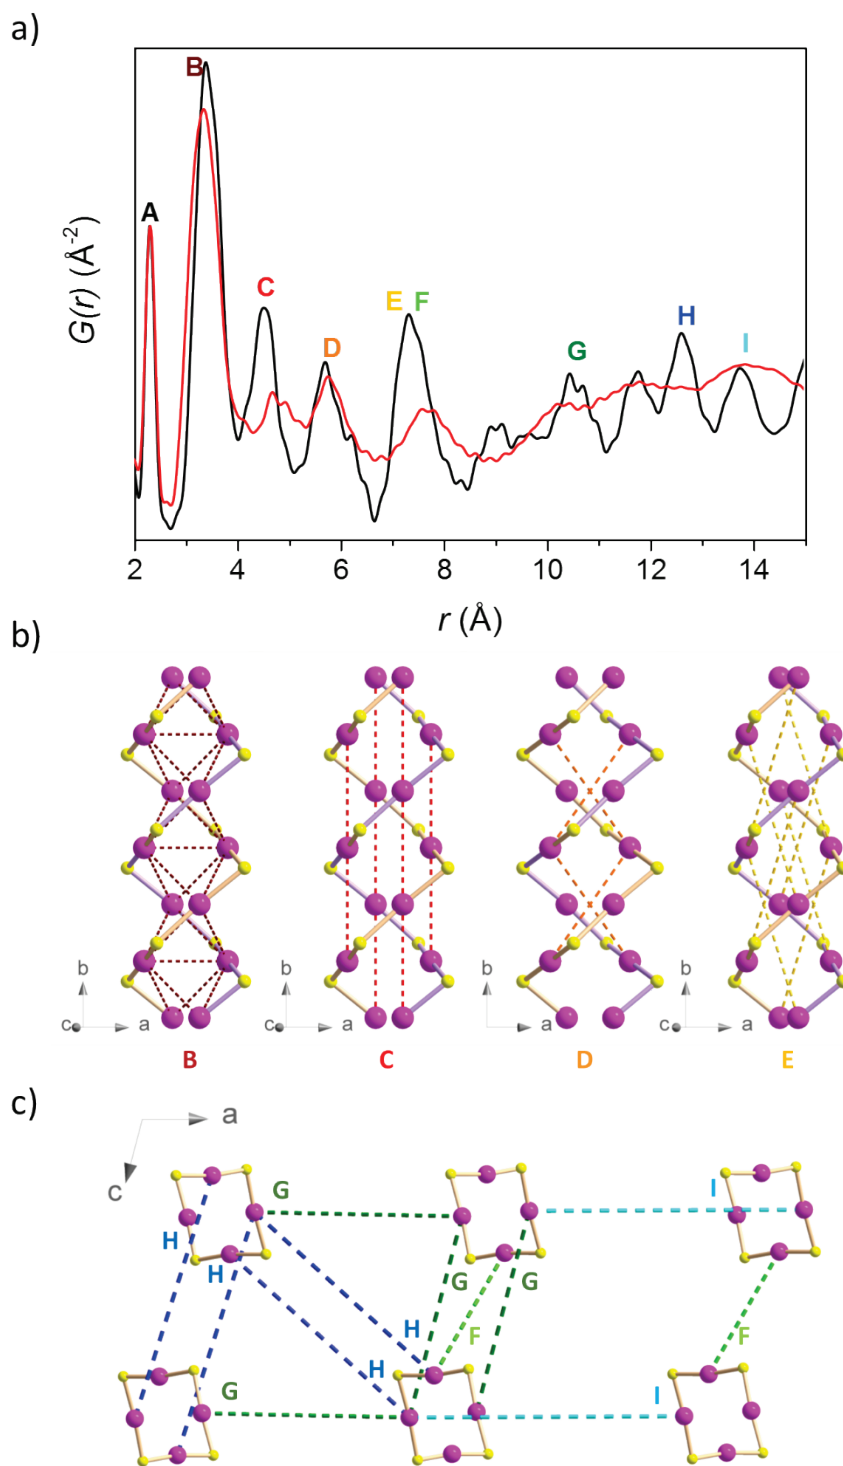 a)
B
A
C
D
E F
G
H
I
G(r) (Å⁻²)
2 4 6 8 10 12 14
r (Å)
b)
b b b b
c a c a a c a
B C D E
c)
a
c
G
I
H
H
G G
H F F
H
G I